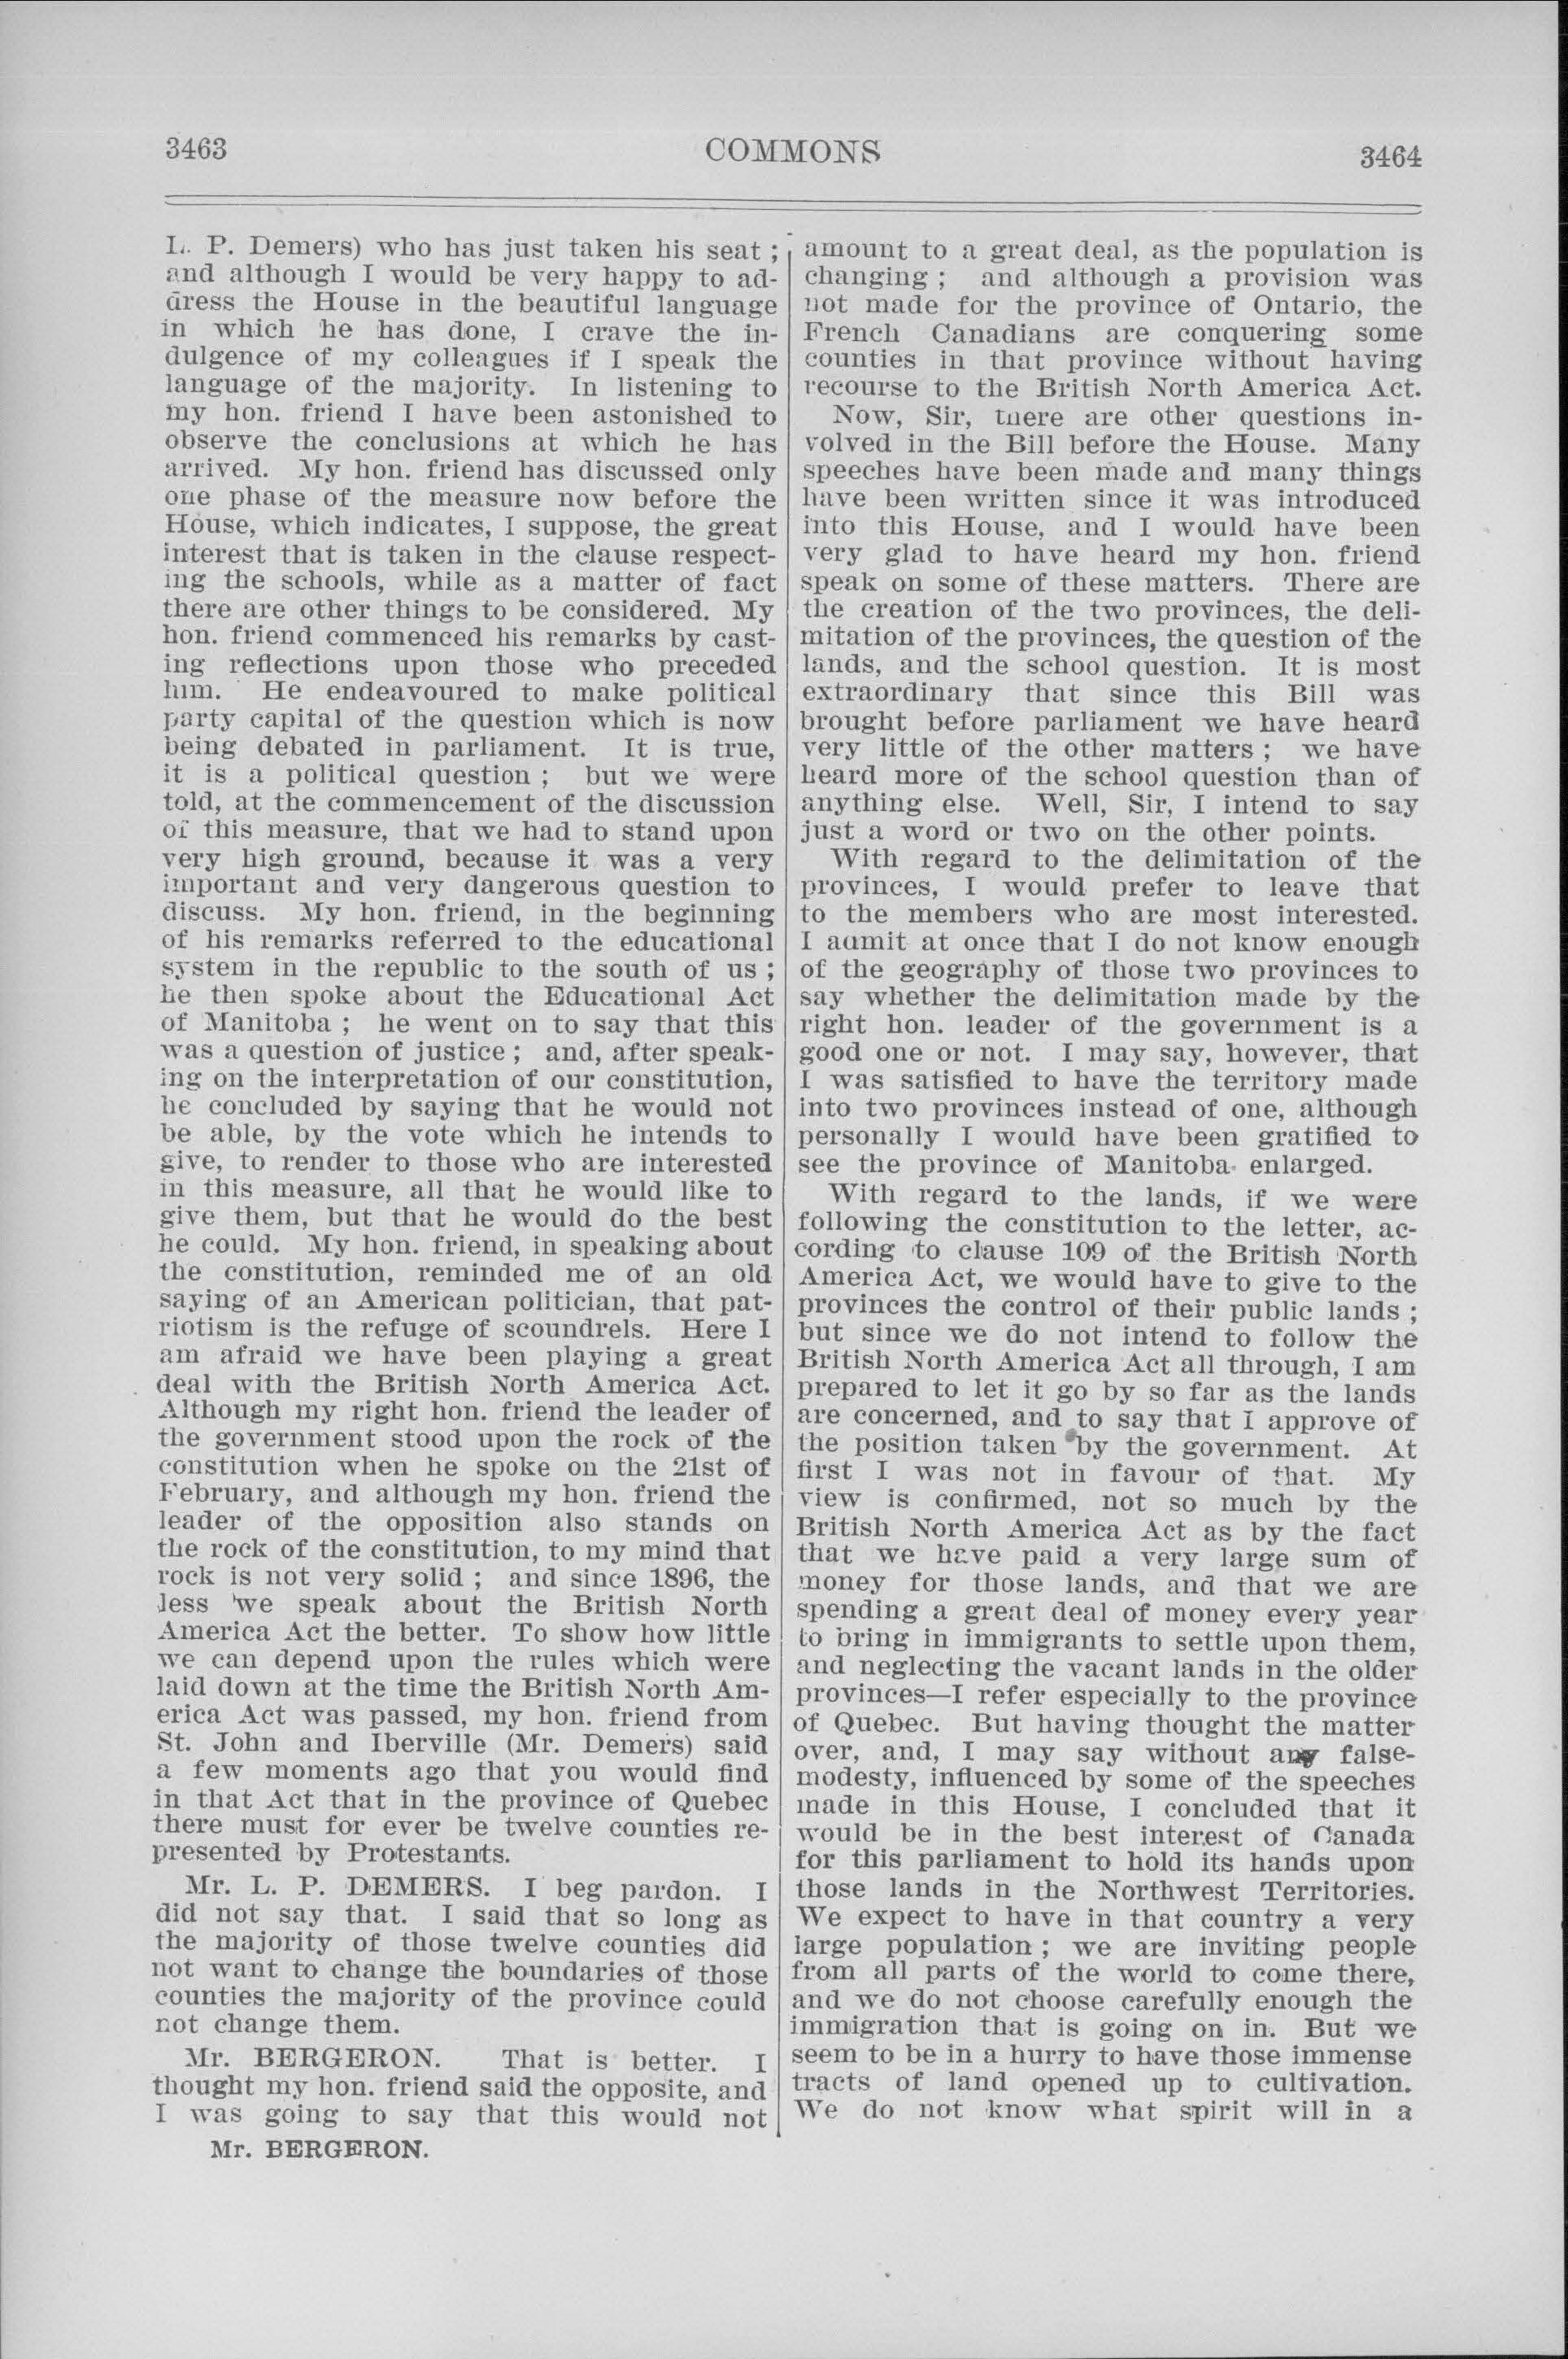 3463
COMMONS
3464
L. P. Demers) who has just taken his seat ;
and although I would be very happy to ad-
dress the House in the beautiful language
in which he has done, I crave the in-
dulgence of my colleagues if I speak the
language of the majority. In listening to
my hon. friend I have been astonished to
observe the conclusions at which he has
arrived. My hon. friend has discussed only
one phase of the measure now before the
House, which indicates, I suppose, the great
interest that is taken in the clause respect-
ing the schools, while as a matter of fact
there are other things to be considered. My
hon. friend commenced his remarks by cast-
ing reflections upon those who preceded
him. He endeavoured to make political
party capital of the question which is now
being debated in parliament. It is true,
it is a political question ; but we were
told, at the commencement of the discussion
of this measure, that we had to stand upon
very high ground, because it was a very
important and very dangerous question to
discuss. My hon. friend, in the beginning
of his remarks referred to the educational
system in the republic to the south of us ;
he then spoke about the Educational Act
of Manitoba ; he went on to say that this
was a question of justice ; and, after speak-
ing on the interpretation of our constitution,
he concluded by saying that he would not
be able, by the vote which he intends to
give, to render to those who are interested
in this measure, all that he would like to
give them, but that he would do the best
he could. My hon. friend, in speaking about
the constitution, reminded me of an old
saying of an American politician, that pat-
riotism is the refuge of scoundrels. Here I
am afraid we have been playing a great
deal with the British North America Act.
Although my right hon. friend the leader of
the government stood upon the rock of the
constitution when he spoke on the 21st of
February, and although my hon. friend the
leader of the opposition also stands on
the rock of the constitution, to my mind that
rock is not very solid ; and since 1896, the
less we speak about the British North
America Act the better. To show how little
we can depend upon the rules which were
laid down at the time the British North Am-
erica Act was passed, my hon. friend from
St. John and Iberville (Mr. Demers) said
a few moments ago that you would find
in that Act that in the province of Quebec
there must for ever be twelve counties re-
presented by Protestants.
Mr. L. P. DEMERS. I beg pardon. I
did not say that. I said that so long as
the majority of those twelve counties did
not want to change the boundaries of those
counties the majority of the province could
not change them.
Mr. BERGERON. That is better. I
thought my hon. friend said the opposite, and
I was going to say that this would not
Mr. BERGERON.
amount to a great deal, as the population is
changing ; and although a provision was
not made for the province of Ontario, the
French Canadians are conquering some
counties in that province without having
recourse to the British North America Act.
Now, Sir, there are other questions in-
volved in the Bill before the House. Many
speeches have been made and many things
have been written since it was introduced
into this House, and I would have been
very glad to have heard my hon. friend
speak on some of these matters. There are
the creation of the two provinces, the deli-
mitation of the provinces, the question of the
lands, and the school question. It is most
extraordinary that since this Bill was
brought before parliament we have heard
very little of the other matters ; we have
heard more of the school question than of
anything else. Well, Sir, I intend to say
just a word or two on the other points.
With regard to the delimitation of the
provinces, I would prefer to leave that
to the members who are most interested.
I admit at once that I do not know enough
of the geography of those two provinces to
say whether the delimitation made by the
right hon. leader of the government is a
good one or not. I may say, however, that
I was satisfied to have the territory made
into two provinces instead of one, although
personally I would have been gratified to
see the province of Manitoba enlarged.
With regard to the lands, if we were
following the constitution to the letter, ac-
cording to clause 109 of the British North
America Act, we would have to give to the
provinces the control of their public lands ;
but since we do not intend to follow the
British North America Act all through, I am
prepared to let it go by so far as the lands
are concerned, and to say that I approve of
the position taken by the government. At
first I was not in favour of that. My
view is confirmed, not so much by the
British North America Act as by the fact
that we have paid a very large sum of
money for those lands, and that we are
spending a great deal of money every year
to bring in immigrants to settle upon them,
and neglecting the vacant lands in the older
provinces—I refer especially to the province
of Quebec. But having thought the matter
over, and, I may say without any false-
modesty, influenced by some of the speeches
made in this House, I concluded that it
would be in the best interest of Canada
for this parliament to hold its hands upon
those lands in the Northwest Territories.
We expect to have in that country a very
large population ; we are inviting people
from all parts of the world to come there,
and we do not choose carefully enough the
immigration that is going on in. But we
seem to be in a hurry to have those immense
tracts of land opened up to cultivation.
We do not know what spirit will in a